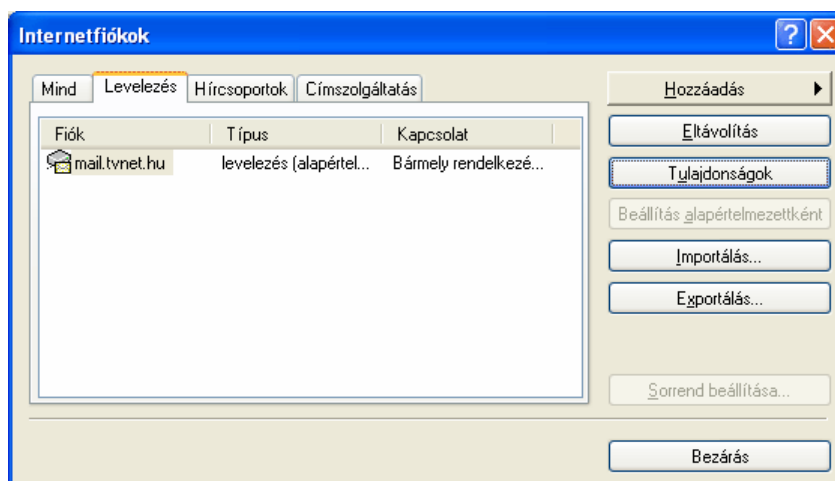 Internetfiókok
Mind Levelezés Hírcsoportok Címszolgáltatás
Fiók Típus Kapcsolat
mail.tvnet.hu levelezés (alapértel... Bármely rendelkezé...
Hozzáadás
Eltávolítás
Tulajdonságok
Beállítás alapértelmezettként
Importálás...
Exportálás...
Sorrend beállítása...
Bezárás